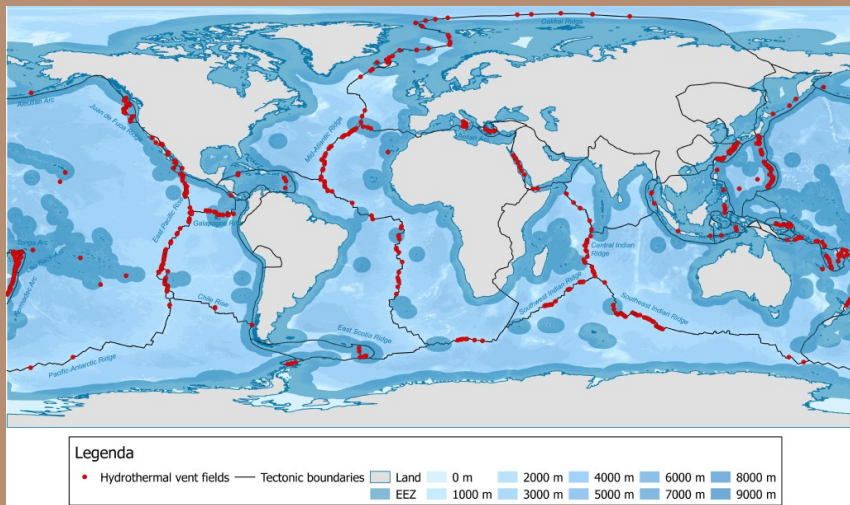 Gakkel Ridge
Aleutian Arc
Juan de Fuca Ridge
Mid-Atlantic Ridge
East Pacific Rise
Galapagos
Tonga Arc
Kermadec Arc
Central Indian
Ridge
Southwest Indian Ridge
Southeast Indian Ridge
Chile Rise
East Scotia Ridge
Pacific-Antarctic Ridge
Legenda
Hydrothermal vent fields
Tectonic boundaries
Land
0 m
2000 m
4000 m
6000 m
8000 m
EEZ
1000 m
3000 m
5000 m
7000 m
9000 m